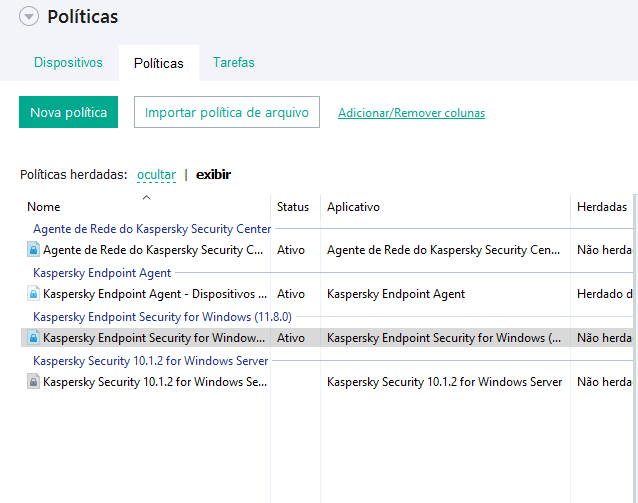 Políticas
Dispositivos Políticas Tarefas
Nova política Importar política de arquivo Adicionar/Remover colunas
Políticas herdadas: ocultar | exibir
Nome Status Aplicativo Herdadas
Agente de Rede do Kaspersky Security Center
Agente de Rede do Kaspersky Security C... Ativo Agente de Rede do Kaspersky Security Cen... Não herda
Kaspersky Endpoint Agent
Kaspersky Endpoint Agent - Dispositivos ... Ativo Kaspersky Endpoint Agent Herdado d
Kaspersky Endpoint Security for Windows (11.8.0)
Kaspersky Endpoint Security for Window... Ativo Kaspersky Endpoint Security for Windows (... Não herda
Kaspersky Security 10.1.2 for Windows Server
Kaspersky Security 10.1.2 for Windows Se... Kaspersky Security 10.1.2 for Windows Server Não herda